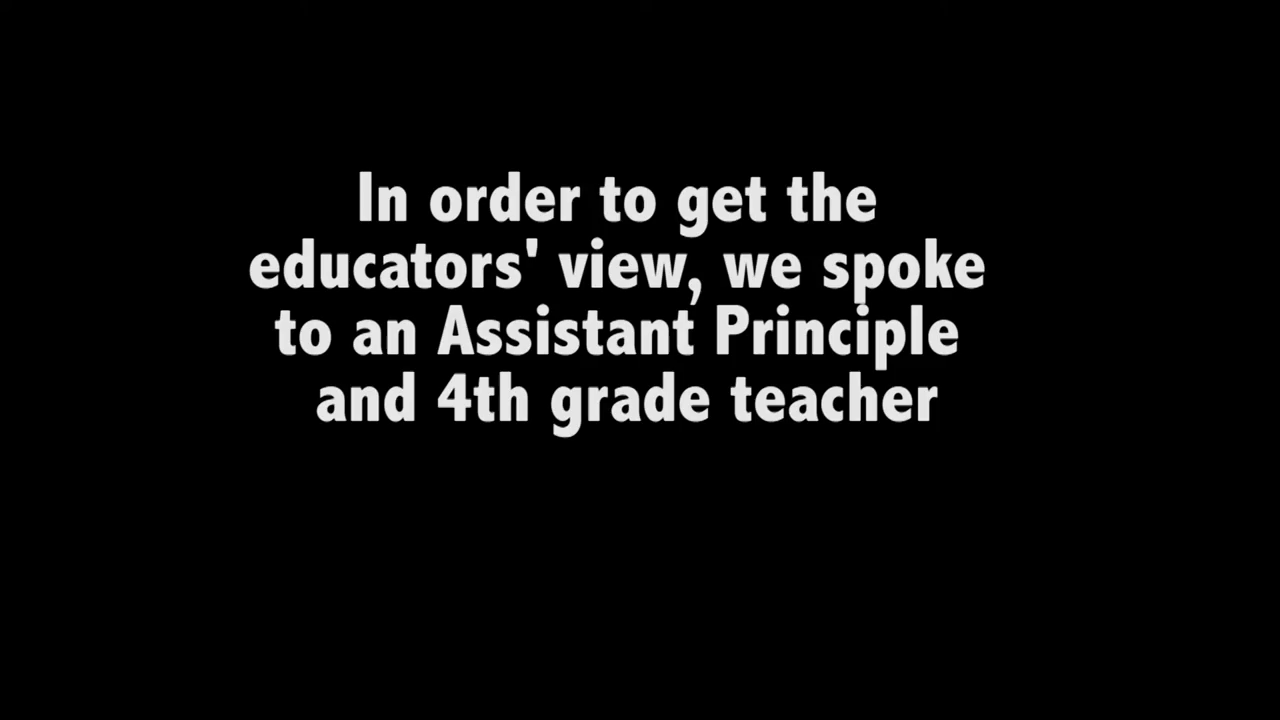 In order to get the
educators' view, we spoke
to an Assistant Principle
and 4th grade teacher